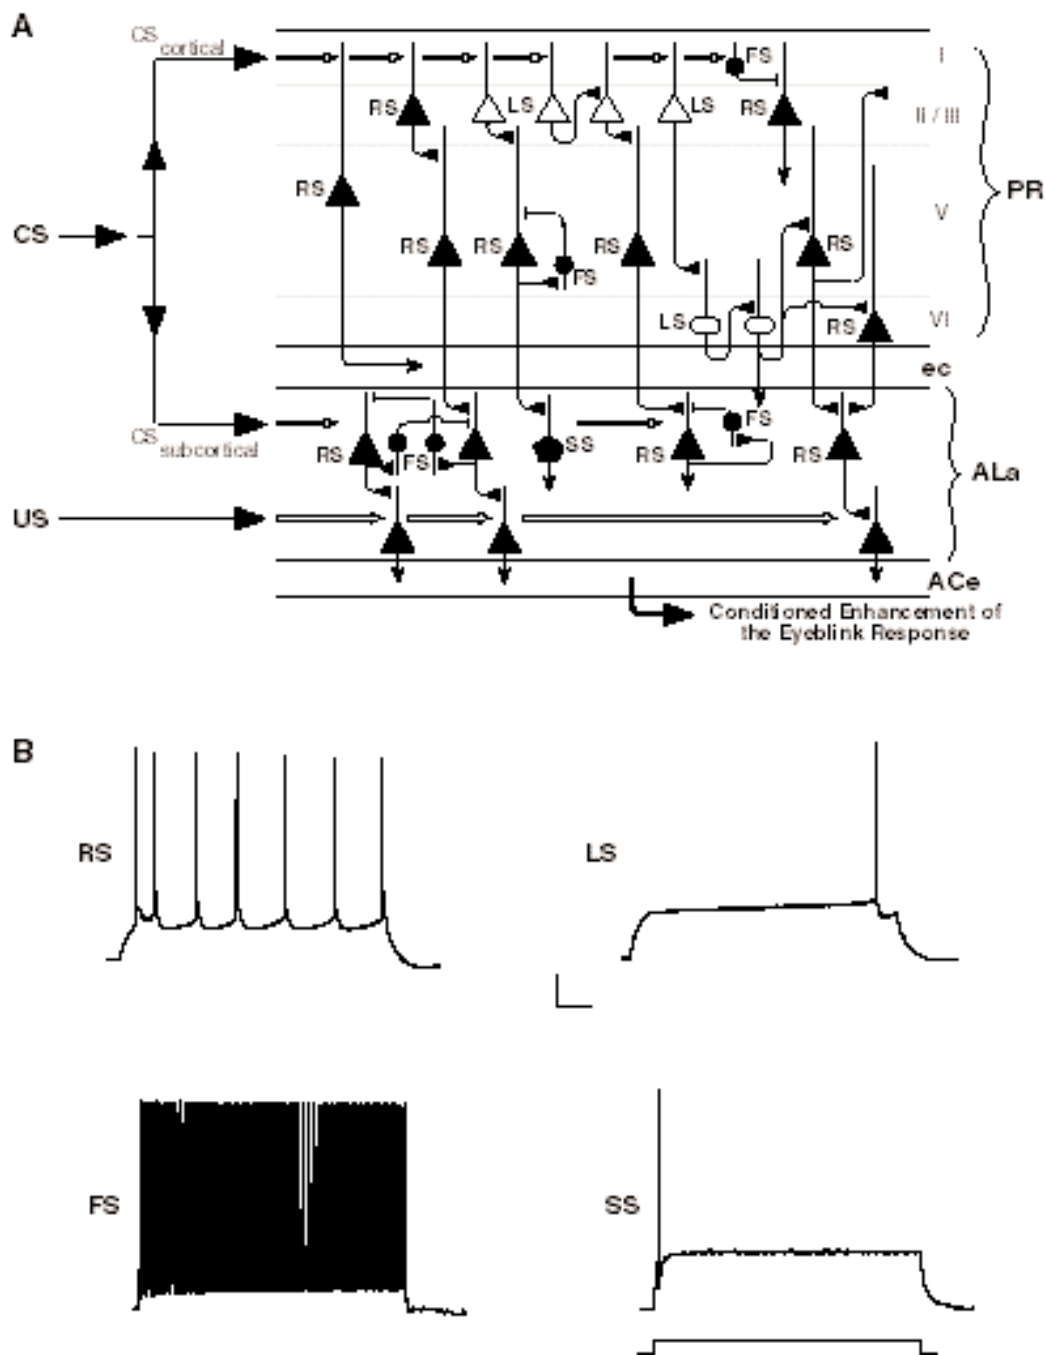 A
CS cortical
FS
I
RS
LS
LS
RS
II / III
RS
PR
V
CS
RS
RS
RS
RS
FS
LS
RS
VI
ec
CS subcortical
RS
FS
SS
FS
RS
RS
ALa
US
ACe
Conditioned Enhancement of
the Eyeblink Response
B
RS
LS
FS
SS